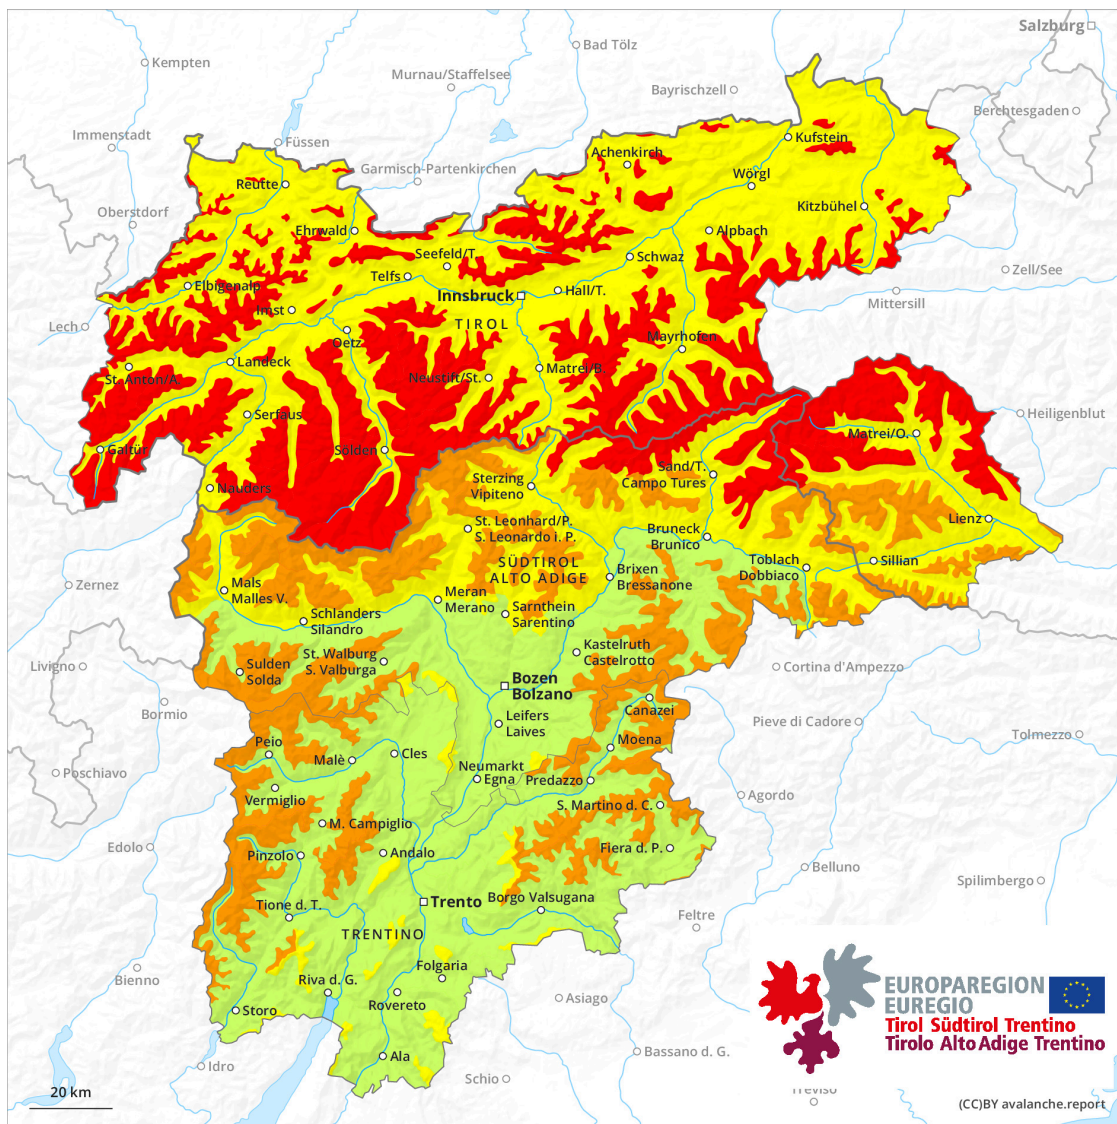 Salzburg
Bad Tölz
Kempten
Murnau/Staffelsee
Bayrischzell
Berchtesgaden
Immenstadt
Füssen
Kufstein
Achenkirch
Garmisch-Partenkirchen
Wörgl
Reutte
Kitzbühel
Oberstdorf
Ehrwald
Alpbach
Seefeld/T.
Schwaz
Zell/See
Telfs
Elbigenalp
Hall/T.
Innsbruck
Mittersill
Imst
TIROL
Lech
Oetz
Mayrhofen
Landeck
Matrei/B.
St. Anton/A.
Neustift/St.
Serfaus
Heiligenblut
Matrei/O.
Galtür
Sölden
Sand/T.
Campo Tures
Sterzing
Vipiteno
Nauders
Lienz
St. Leonhard/P.
S. Leonardo i. P.
Bruneck
Brunico
SÜDTIROL
ALTO ADIGE
Toblach
Dobbiaco
Sillian
Brixen
Bressanone
Zernez
Mals
Malles V.
Meran
Merano
Sarnthein
Sarentino
Schlanders
Silandro
Kastelruth
Castelrotto
St. Walburg
S. Valburga
Livigno
Sulden
Solda
Cortina d'Ampezzo
Bozen
Bolzano
Canazei
Bormio
Leifers
Laives
Pieve di Cadore
Tolmezzo
Peio
Moena
Cles
Malè
Poschiavo
Neumarkt
Egna
Predazzo
Vermiglio
Agordo
S. Martino d. C.
M. Campiglio
Edolo
Fiera d. P.
Andalo
Pinzolo
Belluno
Spilimbergo
Borgo Valsugana
Trento
Tione d. T.
Feltre
TRENTINO
Folgaria
Bienno
Riva d. G.
Rovereto
Asiago
Storo
EUROPAREGION
EUREGIO
Tirol Südtirol Trentino
Tirolo Alto Adige Trentino
Bassano d. G.
Ala
Idro
Schio
Treviso
20 km
(CC)BY avalanche.report